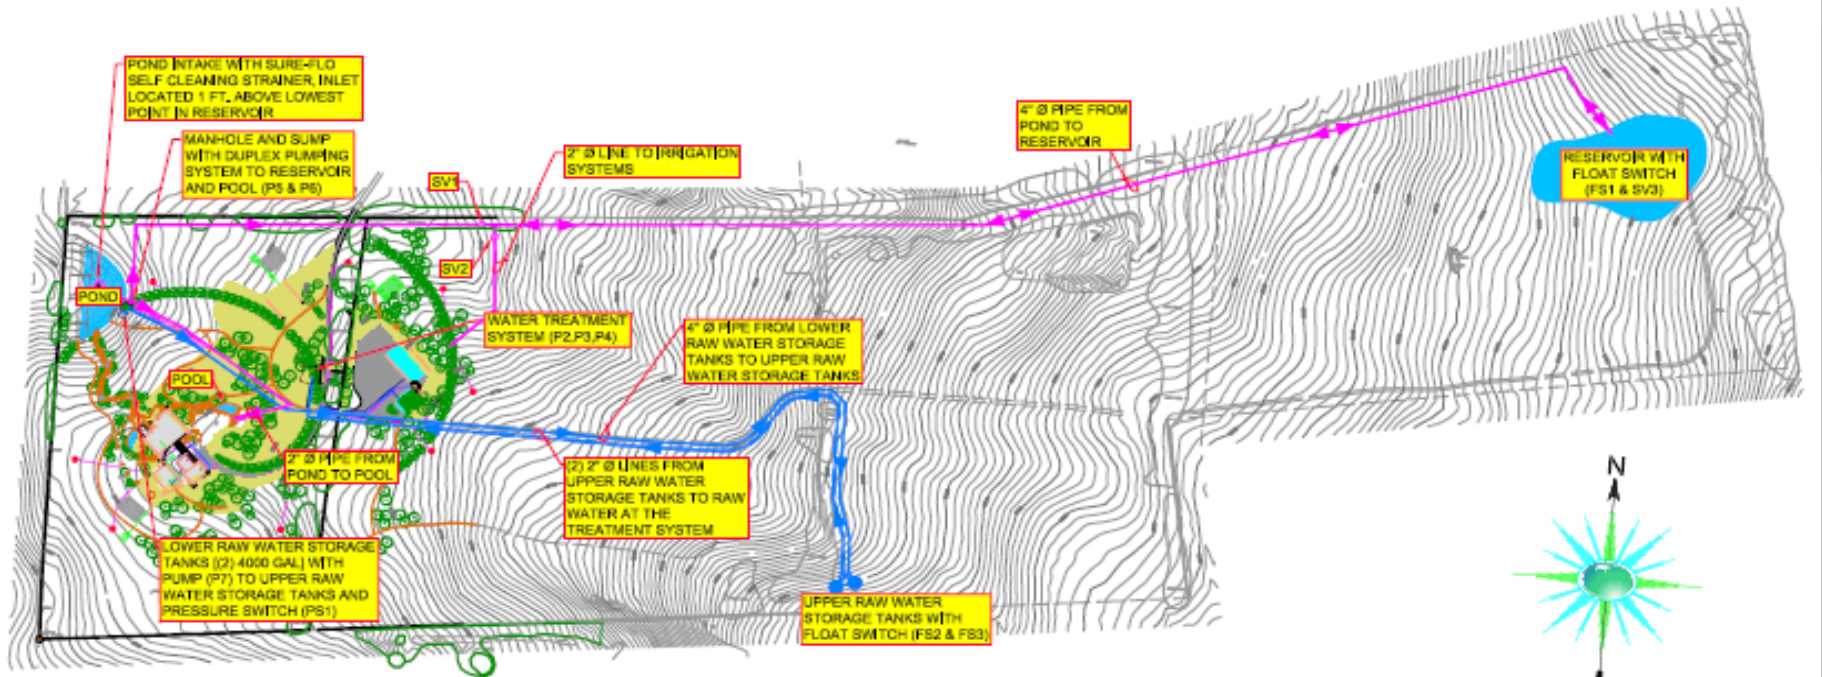 POND INTAKE WITH SURE-FLO
SELF CLEANING STRAINER, INLET
LOCATED 1 FT. ABOVE LOWEST
POINT IN RESERVOIR
MANHOLE AND SUMP
WITH DUPLEX PUMPING
SYSTEM TO RESERVOIR
AND POOL (P5 & P6)
SV1
2" Ø LINE TO IRRIGATION
SYSTEMS
4" Ø PIPE FROM
POND TO
RESERVOIR
RESERVOIR WITH
FLOAT SWITCH
(FS1 & SV3)
SV2
POND
WATER TREATMENT
SYSTEM (P2,P3,P4)
4" Ø PIPE FROM LOWER
RAW WATER STORAGE
TANKS TO UPPER RAW
WATER STORAGE TANKS
POOL
2" Ø PIPE FROM
POND TO POOL
(2) 2" Ø LINES FROM
UPPER RAW WATER
STORAGE TANKS TO RAW
WATER AT THE
TREATMENT SYSTEM
LOWER RAW WATER STORAGE
TANKS [(2) 4000 GAL] WITH
PUMP (P7) TO UPPER RAW
WATER STORAGE TANKS AND
PRESSURE SWITCH (PS1)
UPPER RAW WATER
STORAGE TANKS WITH
FLOAT SWITCH (FS2 & FS3)
N